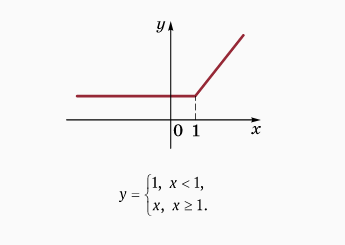 y
0 1 x
y = {1, x < 1,
x, x ≥ 1.